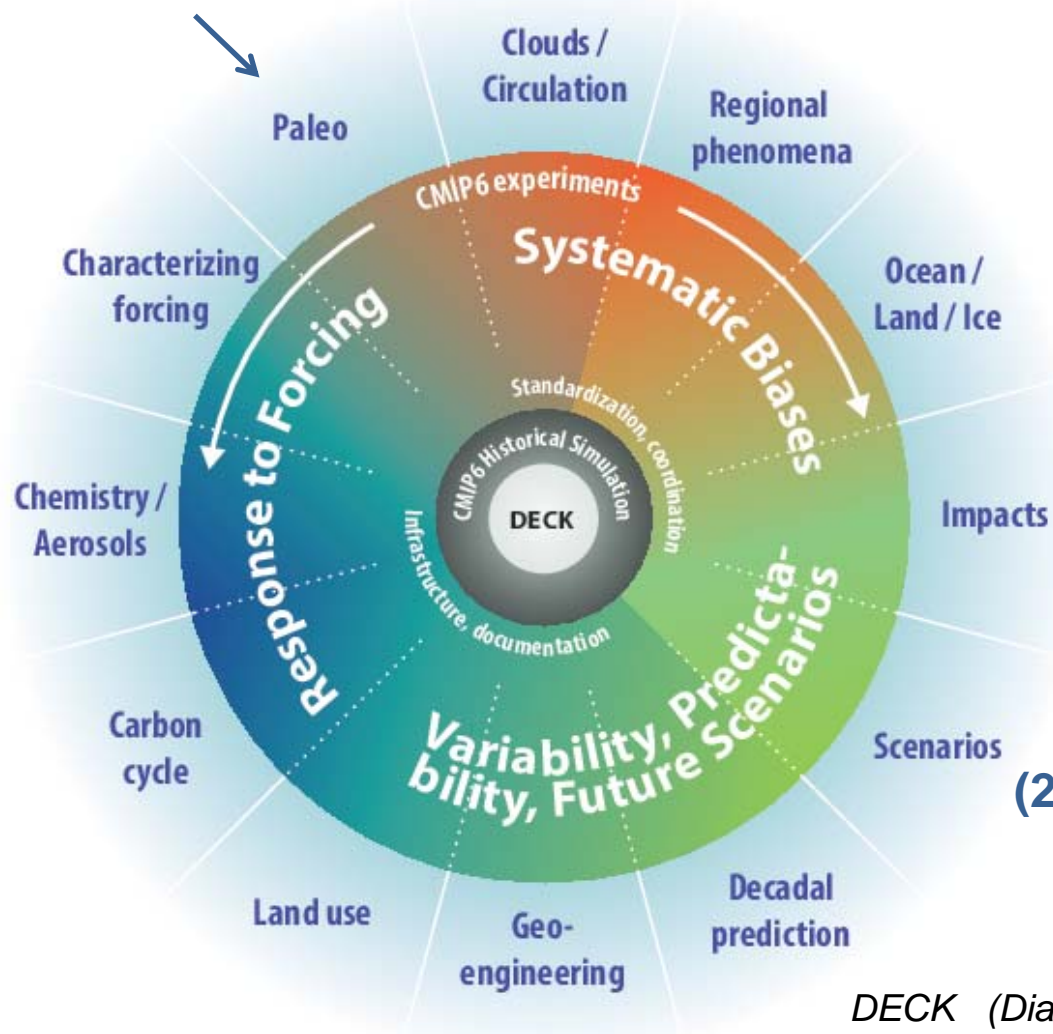 Clouds /
Circulation
Regional
phenomena
Paleo
CMIP6 experiments
Systematic Biases
Characterizing
forcing
Ocean /
Land / Ice
Response to Forcing
Standardization, coordination
CMIP6 Historical Simulation
DECK
Infrastructure, documentation
Chemistry /
Aerosols
Impacts
Variability, Predicta-
bility, Future Scenarios
Carbon
cycle
Scenarios
(2
Land use
Geo-
engineering
Decadal
prediction
DECK (Dia